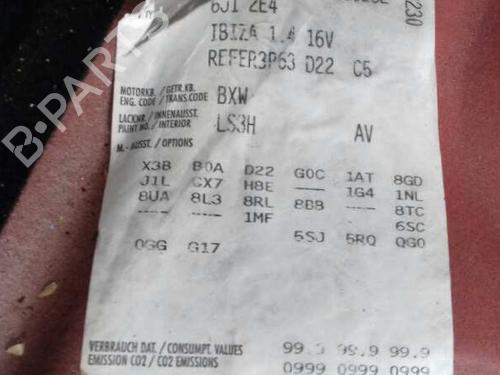 6J1 2E4
230
IBIZA 1.4 16V
REFER3P63 D22 C5
MOTORKB. / GETR.KB.
ENG. CODE / TRANS.CODE
BXW
LACKNR. / INNENAUSST.
PAINT NO. / INTERIOR
LS3H AV
M. - AUSST. / OPTIONS
X3B B0A D22 G0C 1AT 8GD
J1L CX7 H8E ---- 1G4 1NL
8UA 8L3 8RL 8B8 ---- 8TC
---- ---- 1MF 6SC
5SJ 5RQ QG0
0GG G17
VERBRAUCH DAT. / CONSUMPT. VALUES
99.9 99.9 99.9
EMISSION CO2 / CO2 EMISSIONS
0999 0999 0999
B-PARTS